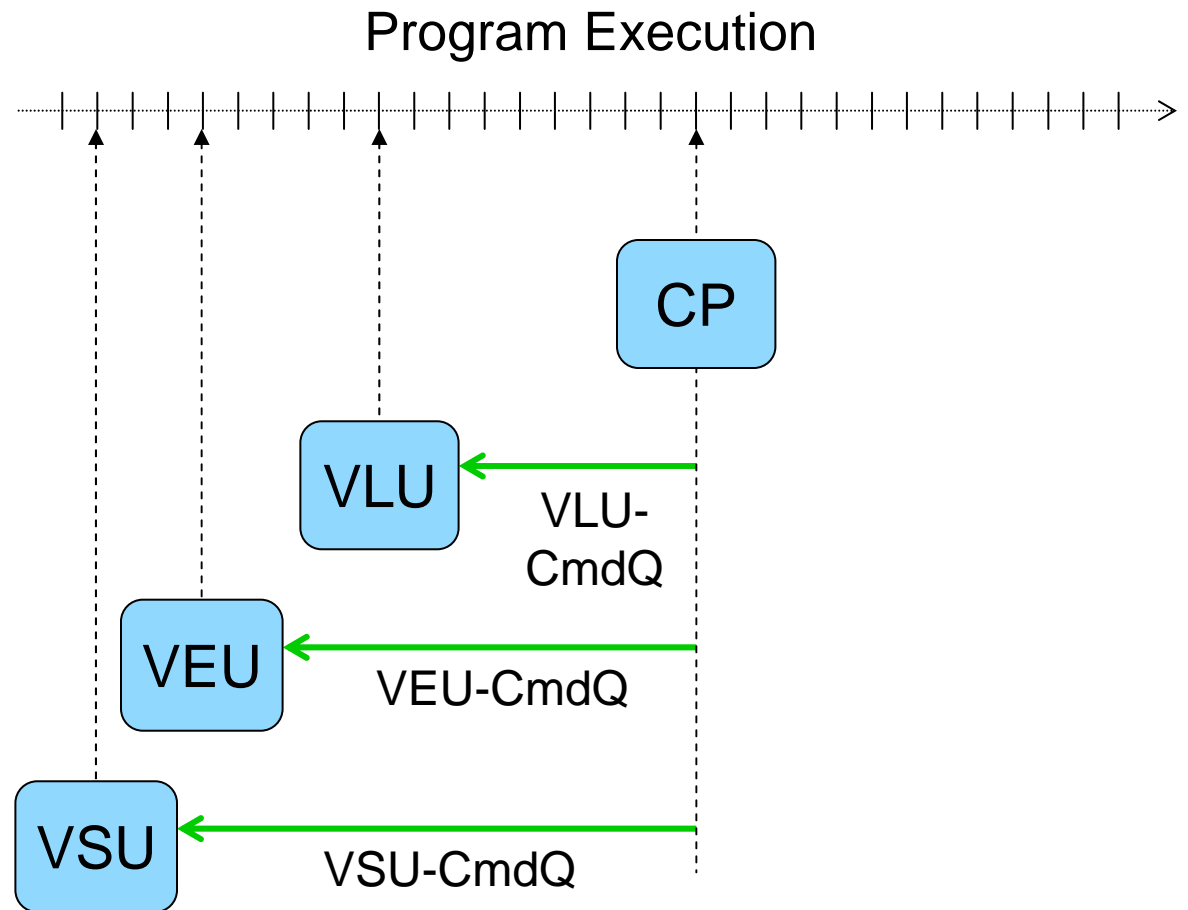 Program Execution
CP
VLU
VLU-
CmdQ
VEU
VEU-CmdQ
VSU
VSU-CmdQ